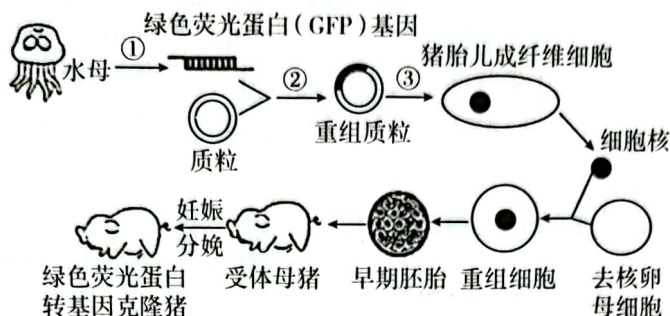 绿色荧光蛋白(GFP)基因
水母
①
②
③
猪胎儿成纤维细胞
质粒
重组质粒
细胞核
妊娠
分娩
绿色荧光蛋白
转基因克隆猪
受体母猪
早期胚胎
重组细胞
去核卵
母细胞